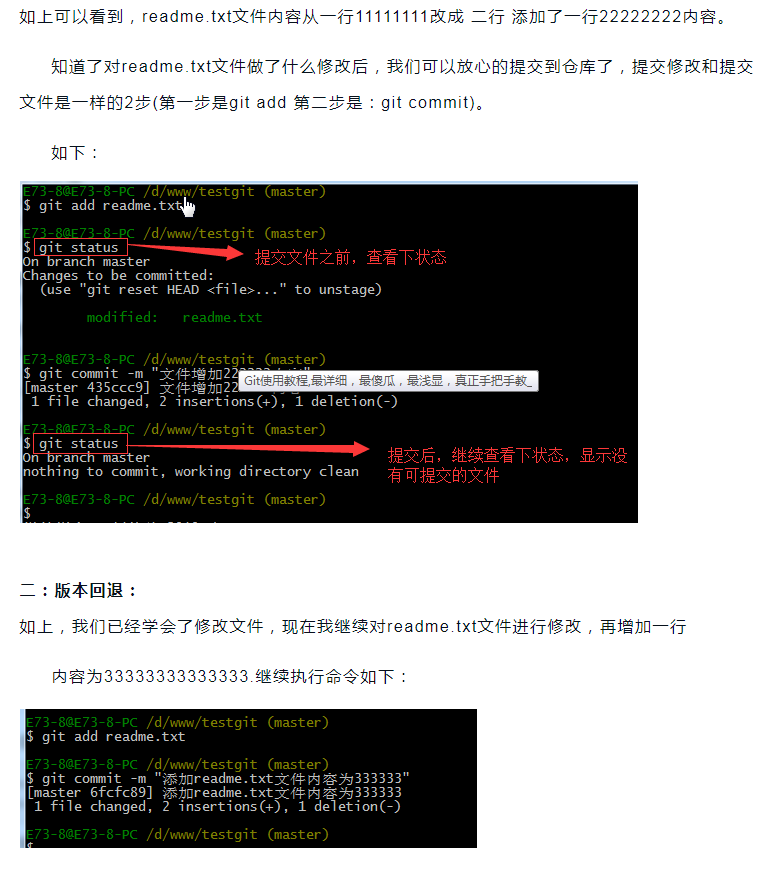 如上可以看到，readme.txt文件内容从一行11111111改成 二行 添加了一行22222222内容。
知道了对readme.txt文件做了什么修改后，我们可以放心的提交到仓库了，提交修改和提交
文件是一样的2步(第一步是git add 第二步是：git commit)。
如下：
E73-8@E73-8-PC /d/www/testgit (master)
$ git add readme.txt
E73-8@E73-8-PC /d/www/testgit (master)
$ git status
提交文件之前，查看下状态
On branch master
Changes to be committed:
(use "git reset HEAD <file>..." to unstage)
modified: readme.txt
E73-8@E73-8-PC /d/www/testgit (master)
$ git commit -m "文件增加22
Git使用教程,最详细，最傻瓜，最浅显，真正手把手教_
[master 435ccc9] 文件增加22
1 file changed, 2 insertions(+), 1 deletion(-)
E73-8@E73-8-PC /d/www/testgit (master)
$ git status
提交后，继续查看下状态，显示没
有可提交的文件
On branch master
nothing to commit, working directory clean
E73-8@E73-8-PC /d/www/testgit (master)
$
二：版本回退：
如上，我们已经学会了修改文件，现在我继续对readme.txt文件进行修改，再增加一行
内容为33333333333333.继续执行命令如下：
E73-8@E73-8-PC /d/www/testgit (master)
$ git add readme.txt
E73-8@E73-8-PC /d/www/testgit (master)
$ git commit -m "添加readme.txt文件内容为333333"
[master 6fcfc89] 添加readme.txt文件内容为333333
1 file changed, 2 insertions(+), 1 deletion(-)
E73-8@E73-8-PC /d/www/testgit (master)